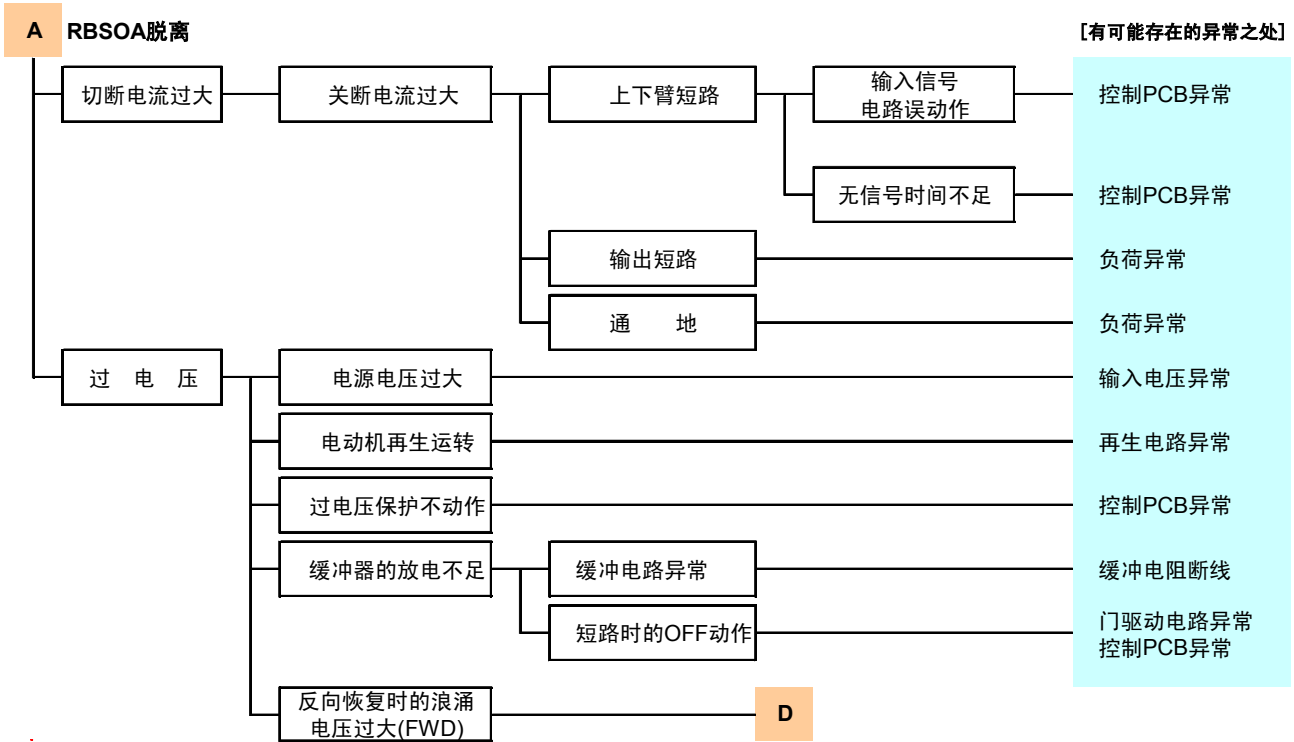 A RBSOA脱离
[有可能存在的异常之处]
切断电流过大
关断电流过大
上下臂短路
输入信号
电路误动作
控制PCB异常
无信号时间不足
控制PCB异常
输出短路
负荷异常
通 地
负荷异常
过 电 压
电源电压过大
输入电压异常
电动机再生运转
再生电路异常
过电压保护不动作
控制PCB异常
缓冲器的放电不足
缓冲电路异常
缓冲电阻断线
短路时的OFF动作
门驱动电路异常
控制PCB异常
反向恢复时的浪涌
电压过大(FWD)
D